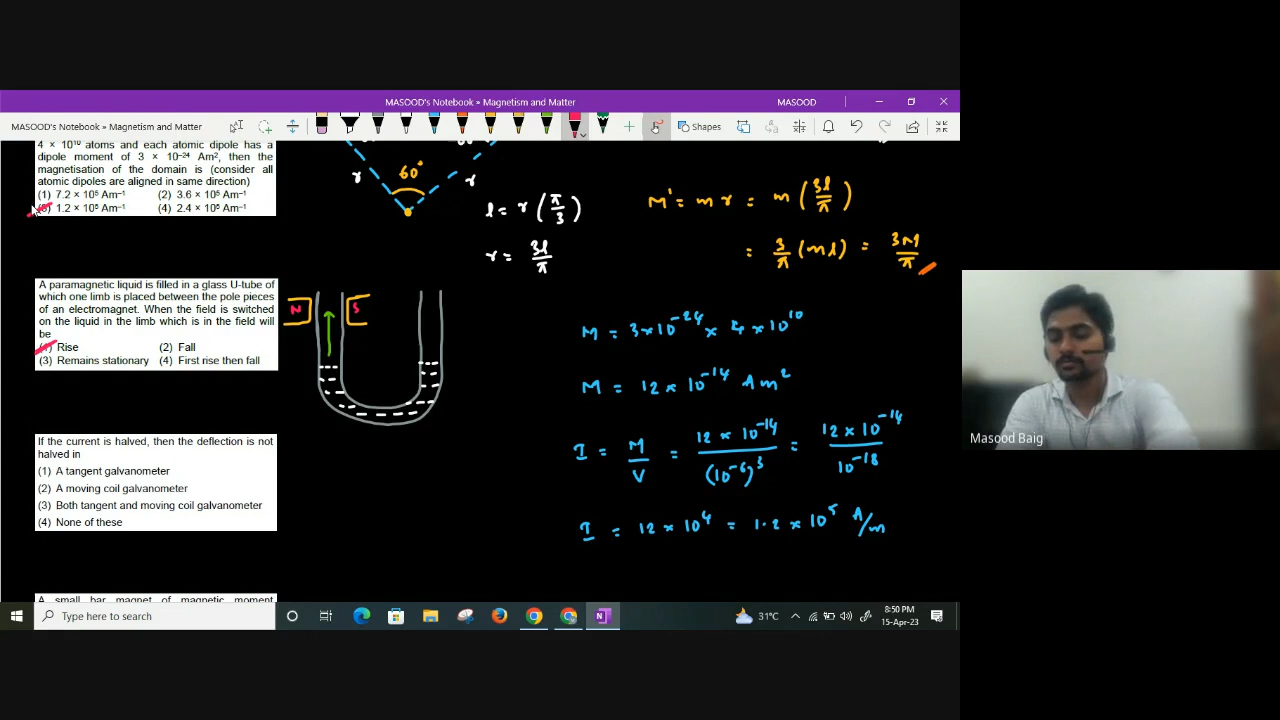 MASOOD's Notebook » Magnetism and Matter
MASOOD
MASOOD's Notebook » Magnetism and Matter
Shapes
4 × 10¹⁰ atoms and each atomic dipole has a
dipole moment of 3 × 10⁻²⁴ Am², then the
magnetisation of the domain is (consider all
atomic dipoles are aligned in same direction)
(1) 7.2 × 10⁵ Am⁻¹ (2) 3.6 × 10⁵ Am⁻¹
1.2 × 10⁵ Am⁻¹ (4) 2.4 × 10⁵ Am⁻¹
60°
r
r
l = r (π/3)
r = 3l/π
M' = m r = m (3l/π)
= 3/π (ml) = 3M/π
A paramagnetic liquid is filled in a glass U-tube of
which one limb is placed between the pole pieces
of an electromagnet. When the field is switched
on the liquid in the limb which is in the field will
be
(1) Rise (2) Fall
(3) Remains stationary (4) First rise then fall
N
S
M = 3×10⁻²⁴ × 4×10¹⁰
M = 12 × 10⁻¹⁴ Am²
I = M/V = 12 × 10⁻¹⁴/(10⁻⁶)³ = 12 × 10⁻¹⁴/10⁻¹⁸
I = 12×10⁴ = 1.2 × 10⁵ A/m
If the current is halved, then the deflection is not
halved in
(1) A tangent galvanometer
(2) A moving coil galvanometer
(3) Both tangent and moving coil galvanometer
(4) None of these
A small bar magnet of magnetic moment
Masood Baig
Type here to search
31°C
8:50 PM
15-Apr-23